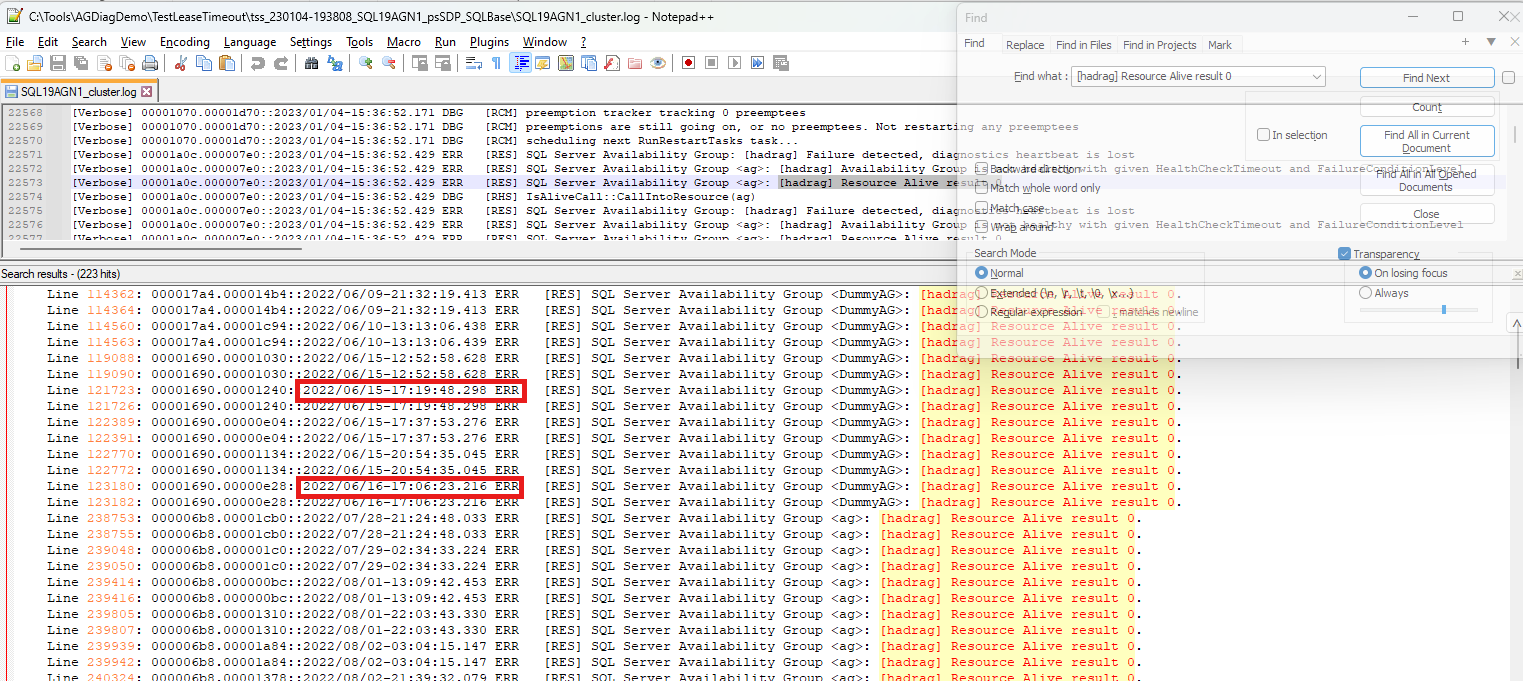 C:\Tools\AGDiagDemo\TestLeaseTimeout\tss_230104-193808_SQL19AGN1_psSDP_SQLBase\SQL19AGN1_cluster.log - Notepad++
File Edit Search View Encoding Language Settings Tools Macro Run Plugins Window ?
SQL19AGN1_cluster.log
22568 [Verbose] 00001070.00001d70::2023/01/04-15:36:52.171 DBG [RCM] preemption tracker tracking 0 preemptees
22569 [Verbose] 00001070.00001d70::2023/01/04-15:36:52.171 DBG [RCM] preemptions are still going on, or no preemptees. Not restarting any preemptees
22570 [Verbose] 00001070.00001d70::2023/01/04-15:36:52.171 DBG [RCM] scheduling next RunRestartTasks task...
22571 [Verbose] 00001a0c.000007e0::2023/01/04-15:36:52.429 ERR [RES] SQL Server Availability Group: [hadrag] Failure detected, diagnostics heartbeat is lost
22572 [Verbose] 00001a0c.000007e0::2023/01/04-15:36:52.429 ERR [RES] SQL Server Availability Group <ag>: [hadrag] Availability Group is not healthy with given HealthCheckTimeout and FailureConditionLevel
22573 [Verbose] 00001a0c.000007e0::2023/01/04-15:36:52.429 ERR [RES] SQL Server Availability Group <ag>: [hadrag] Resource Alive result 0
22574 [Verbose] 00001a0c.000007e0::2023/01/04-15:36:52.429 ERR [RHS] IsAliveCall::CallIntoResource(ag)
22575 [Verbose] 00001a0c.000007e0::2023/01/04-15:36:52.429 ERR [RES] SQL Server Availability Group: [hadrag] Failure detected, diagnostics heartbeat is lost
22576 [Verbose] 00001a0c.000007e0::2023/01/04-15:36:52.429 ERR [RES] SQL Server Availability Group <ag>: [hadrag] Availability Group is not healthy with given HealthCheckTimeout and FailureConditionLevel
22577 [Verbose] 00001a0c.000007e0::2023/01/04-15:36:52.429 ERR [RES] SQL Server Availability Group <ag>: [hadrag] Resource Alive result 0
Find
Find Replace Find in Files Find in Projects Mark
Find what : [hadrag] Resource Alive result 0
Find Next
Count
In selection
Find All in Current Document
Find All in All Opened Documents
Close
Backward direction
Match whole word only
Match case
Wrap around
Search Mode
Normal
Extended (\n, \r, \t, \0, \x...)
Regular expression
. matches newline
Transparency
On losing focus
Always
Search results - (223 hits)
Line 114362: 000017a4.000014b4::2022/06/09-21:32:19.413 ERR [RES] SQL Server Availability Group <DummyAG>: [hadrag] Resource Alive result 0.
Line 114364: 000017a4.000014b4::2022/06/09-21:32:19.413 ERR [RES] SQL Server Availability Group <DummyAG>: [hadrag] Resource Alive result 0.
Line 114560: 000017a4.00001c94::2022/06/10-13:13:06.438 ERR [RES] SQL Server Availability Group <DummyAG>: [hadrag] Resource Alive result 0.
Line 114563: 000017a4.00001c94::2022/06/10-13:13:06.439 ERR [RES] SQL Server Availability Group <DummyAG>: [hadrag] Resource Alive result 0.
Line 119088: 00001690.00001030::2022/06/15-12:52:58.628 ERR [RES] SQL Server Availability Group <DummyAG>: [hadrag] Resource Alive result 0.
Line 119090: 00001690.00001030::2022/06/15-12:52:58.628 ERR [RES] SQL Server Availability Group <DummyAG>: [hadrag] Resource Alive result 0.
Line 121723: 00001690.00001240::2022/06/15-17:19:48.298 ERR [RES] SQL Server Availability Group <DummyAG>: [hadrag] Resource Alive result 0.
Line 121726: 00001690.00001240::2022/06/15-17:19:48.298 ERR [RES] SQL Server Availability Group <DummyAG>: [hadrag] Resource Alive result 0.
Line 122389: 00001690.00000e04::2022/06/15-17:37:53.276 ERR [RES] SQL Server Availability Group <DummyAG>: [hadrag] Resource Alive result 0.
Line 122391: 00001690.00000e04::2022/06/15-17:37:53.276 ERR [RES] SQL Server Availability Group <DummyAG>: [hadrag] Resource Alive result 0.
Line 122770: 00001690.00001134::2022/06/15-20:54:35.045 ERR [RES] SQL Server Availability Group <DummyAG>: [hadrag] Resource Alive result 0.
Line 122772: 00001690.00001134::2022/06/15-20:54:35.045 ERR [RES] SQL Server Availability Group <DummyAG>: [hadrag] Resource Alive result 0.
Line 123180: 00001690.00000e28::2022/06/16-17:06:23.216 ERR [RES] SQL Server Availability Group <DummyAG>: [hadrag] Resource Alive result 0.
Line 123182: 00001690.00000e28::2022/06/16-17:06:23.216 ERR [RES] SQL Server Availability Group <DummyAG>: [hadrag] Resource Alive result 0.
Line 238753: 000006b8.00001cb0::2022/07/28-21:24:48.033 ERR [RES] SQL Server Availability Group <ag>: [hadrag] Resource Alive result 0.
Line 238755: 000006b8.00001cb0::2022/07/28-21:24:48.033 ERR [RES] SQL Server Availability Group <ag>: [hadrag] Resource Alive result 0.
Line 239048: 000006b8.000001c0::2022/07/29-02:34:33.224 ERR [RES] SQL Server Availability Group <ag>: [hadrag] Resource Alive result 0.
Line 239050: 000006b8.000001c0::2022/07/29-02:34:33.224 ERR [RES] SQL Server Availability Group <ag>: [hadrag] Resource Alive result 0.
Line 239414: 000006b8.000000bc::2022/08/01-13:09:42.453 ERR [RES] SQL Server Availability Group <ag>: [hadrag] Resource Alive result 0.
Line 239416: 000006b8.000000bc::2022/08/01-13:09:42.453 ERR [RES] SQL Server Availability Group <ag>: [hadrag] Resource Alive result 0.
Line 239805: 000006b8.00001310::2022/08/01-22:03:43.330 ERR [RES] SQL Server Availability Group <ag>: [hadrag] Resource Alive result 0.
Line 239807: 000006b8.00001310::2022/08/01-22:03:43.330 ERR [RES] SQL Server Availability Group <ag>: [hadrag] Resource Alive result 0.
Line 239939: 000006b8.00001a84::2022/08/02-03:04:15.147 ERR [RES] SQL Server Availability Group <ag>: [hadrag] Resource Alive result 0.
Line 239942: 000006b8.00001a84::2022/08/02-03:04:15.147 ERR [RES] SQL Server Availability Group <ag>: [hadrag] Resource Alive result 0.
Line 240324: 000006b8.00001378::2022/08/02-21:39:32.079 ERR [RES] SQL Server Availability Group <ag>: [hadrag] Resource Alive result 0.